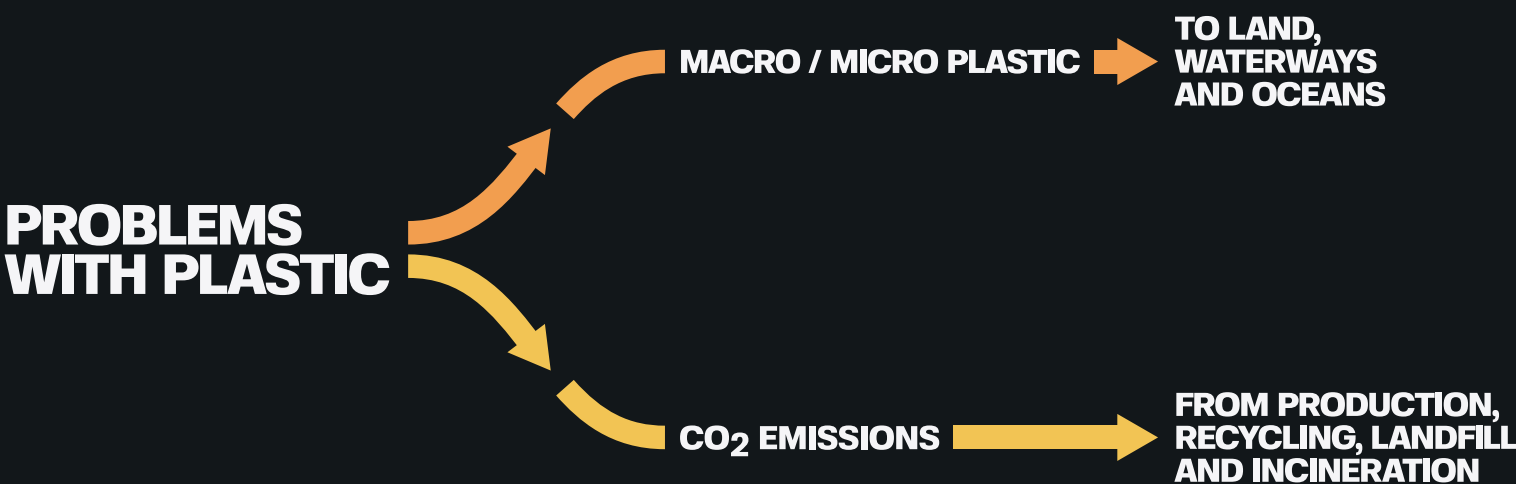 PROBLEMS
WITH PLASTIC
MACRO / MICRO PLASTIC
TO LAND,
WATERWAYS
AND OCEANS
CO₂ EMISSIONS
FROM PRODUCTION,
RECYCLING, LANDFILL
AND INCINERATION